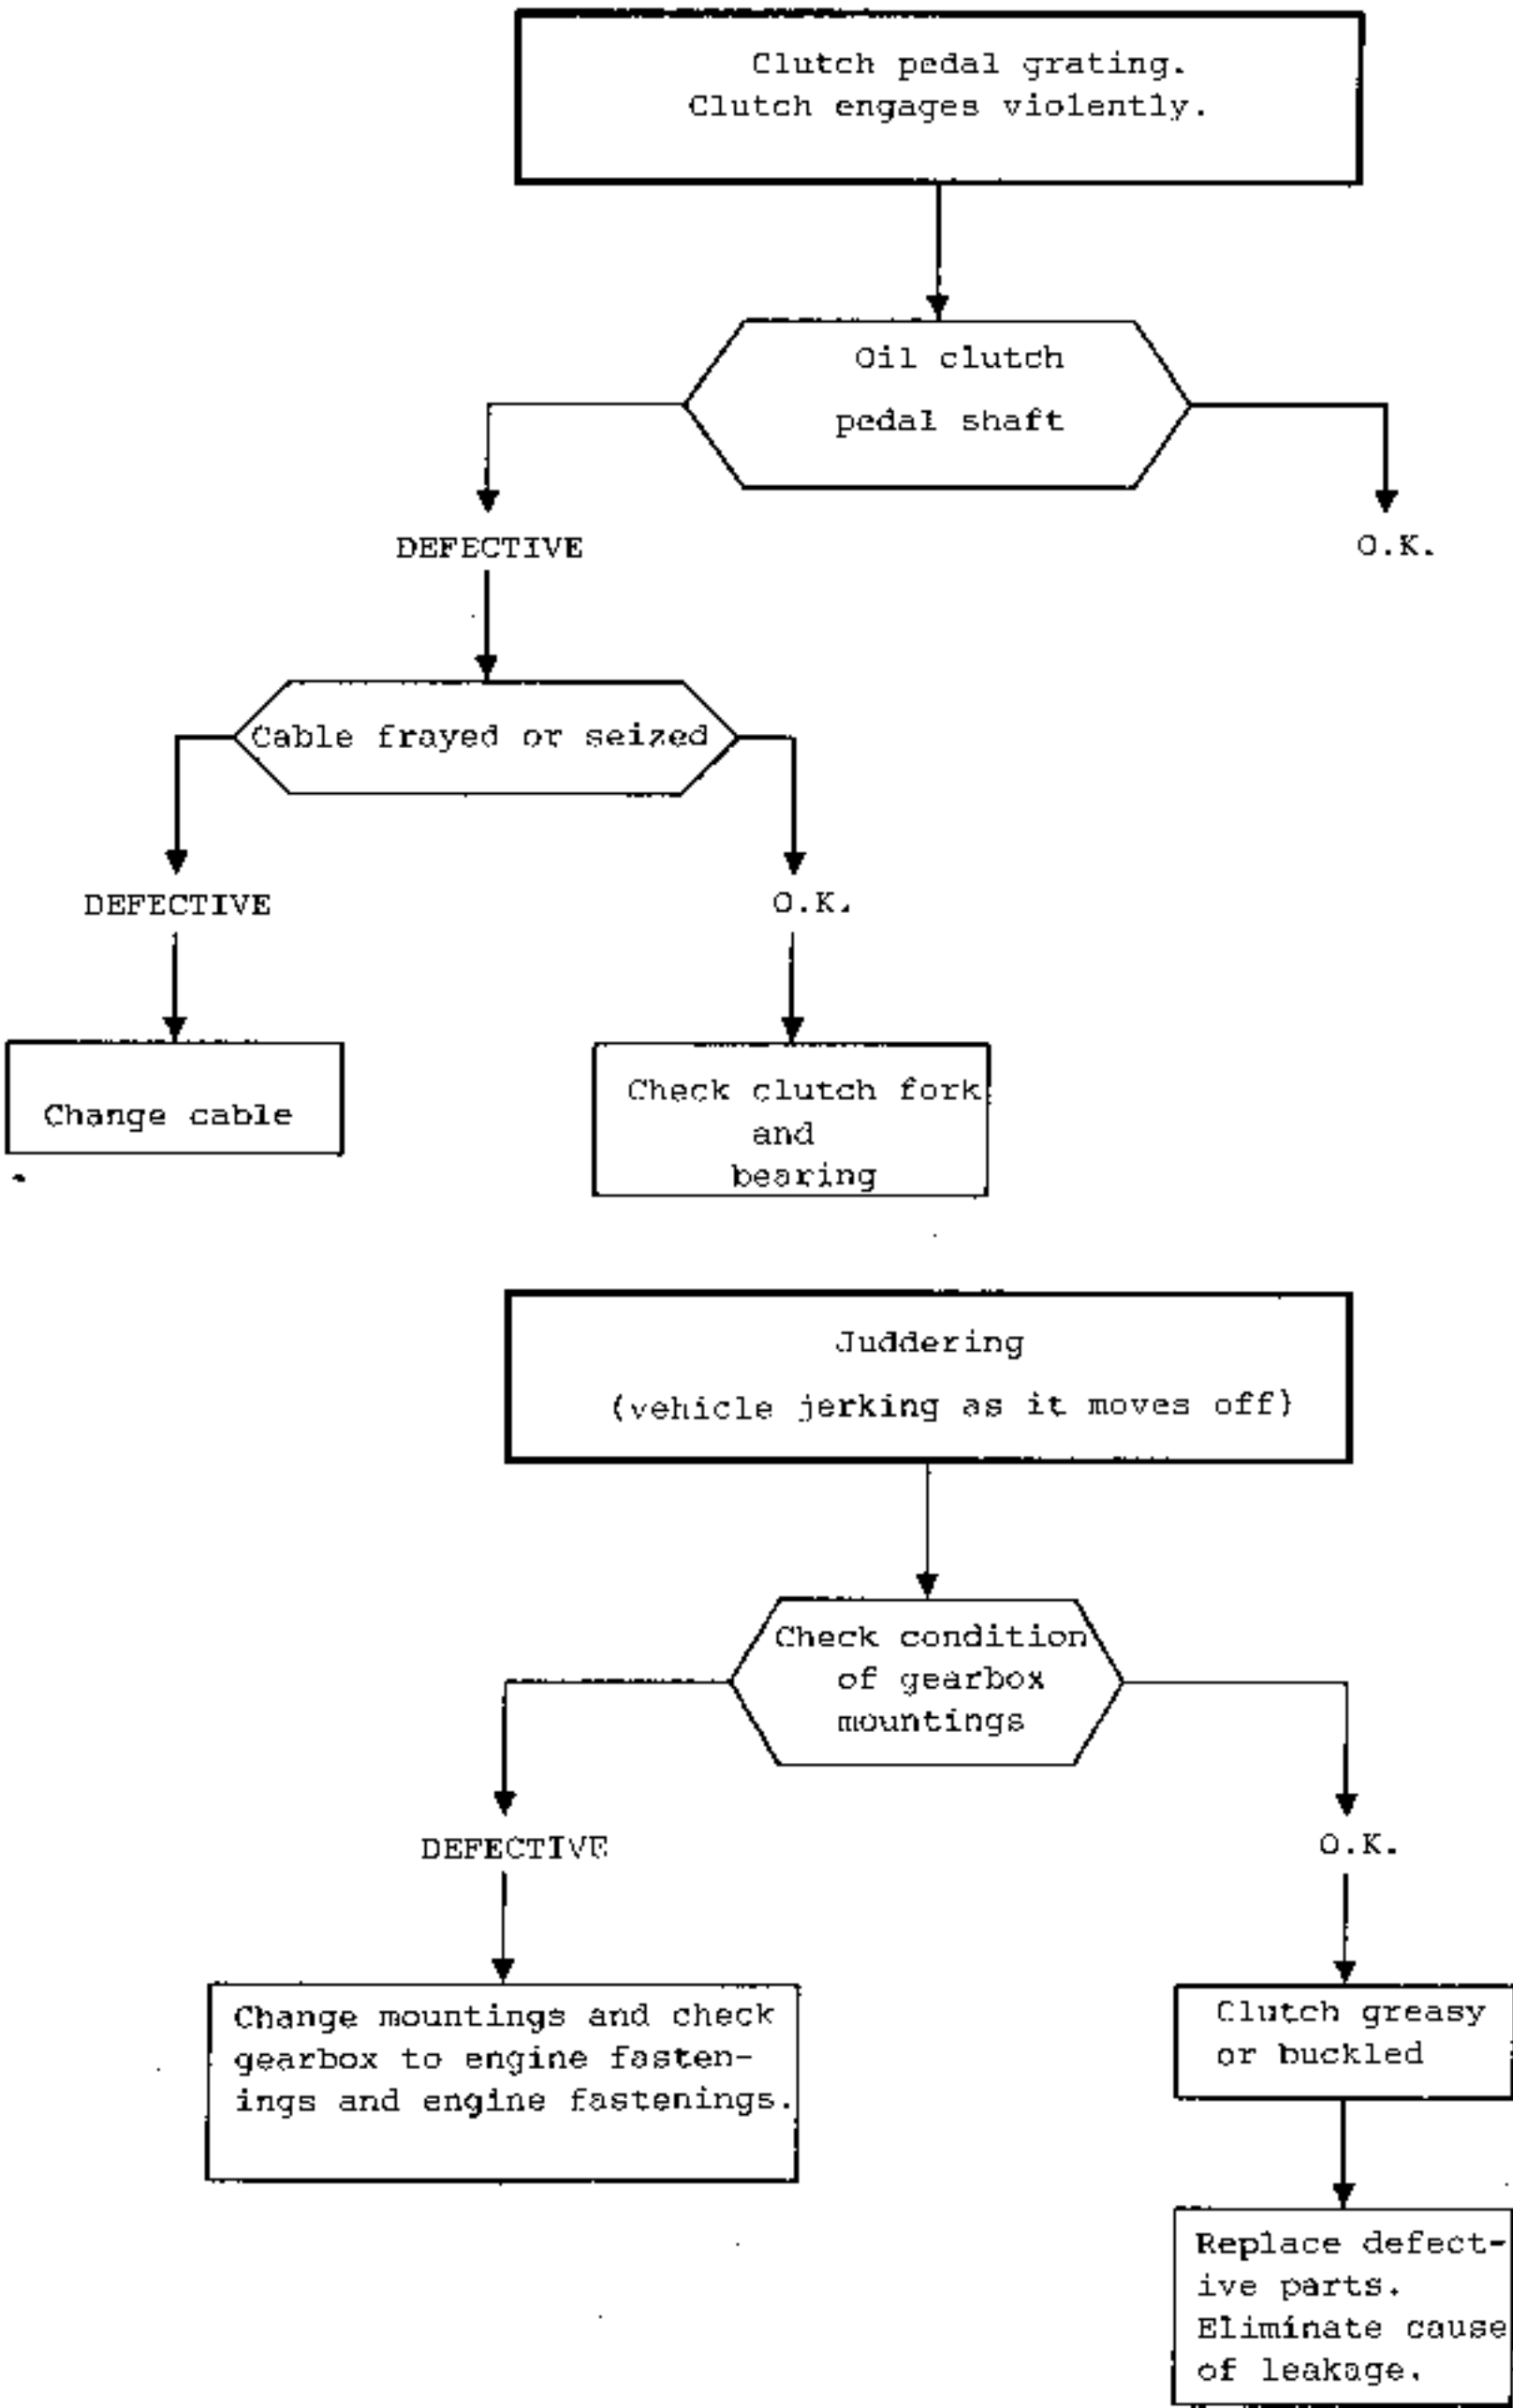 Clutch pedal grating.
Clutch engages violently.
Oil clutch
pedal shaft
DEFECTIVE
O.K.
Cable frayed or seized
DEFECTIVE
O.K.
Change cable
Check clutch fork
and
bearing
Juddering
(vehicle jerking as it moves off)
Check condition
of gearbox
mountings
DEFECTIVE
O.K.
Change mountings and check
gearbox to engine fasten-
ings and engine fastenings.
Clutch greasy
or buckled
Replace defect-
ive parts.
Eliminate cause
of leakage.